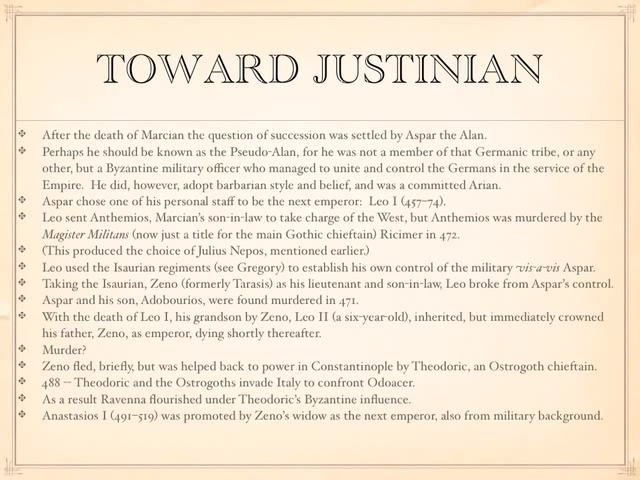 TOWARD JUSTINIAN
After the death of Marcian the question of succession was settled by Aspar the Alan.
Perhaps he should be known as the Pseudo-Alan, for he was not a member of that Germanic tribe, or any
other, but a Byzantine military officer who managed to unite and control the Germans in the service of the
Empire. He did, however, adopt barbarian style and belief, and was a committed Arian.
Aspar chose one of his personal staff to be the next emperor: Leo I (457–74).
Leo sent Anthemios, Marcian's son-in-law to take charge of the West, but Anthemios was murdered by the
Magister Militans (now just a title for the main Gothic chieftain) Ricimer in 472.
(This produced the choice of Julius Nepos, mentioned earlier.)
Leo used the Isaurian regiments (see Gregory) to establish his own control of the military vis-a-vis Aspar.
Taking the Isaurian, Zeno (formerly Tarasis) as his lieutenant and son-in-law, Leo broke from Aspar's control.
Aspar and his son, Adobourios, were found murdered in 471.
With the death of Leo I, his grandson by Zeno, Leo II (a six-year-old), inherited, but immediately crowned
his father, Zeno, as emperor, dying shortly thereafter.
Murder?
Zeno fled, briefly, but was helped back to power in Constantinople by Theodoric, an Ostrogoth chieftain.
488 -- Theodoric and the Ostrogoths invade Italy to confront Odoacer.
As a result Ravenna flourished under Theodoric's Byzantine influence.
Anastasios I (491–519) was promoted by Zeno's widow as the next emperor, also from military background.